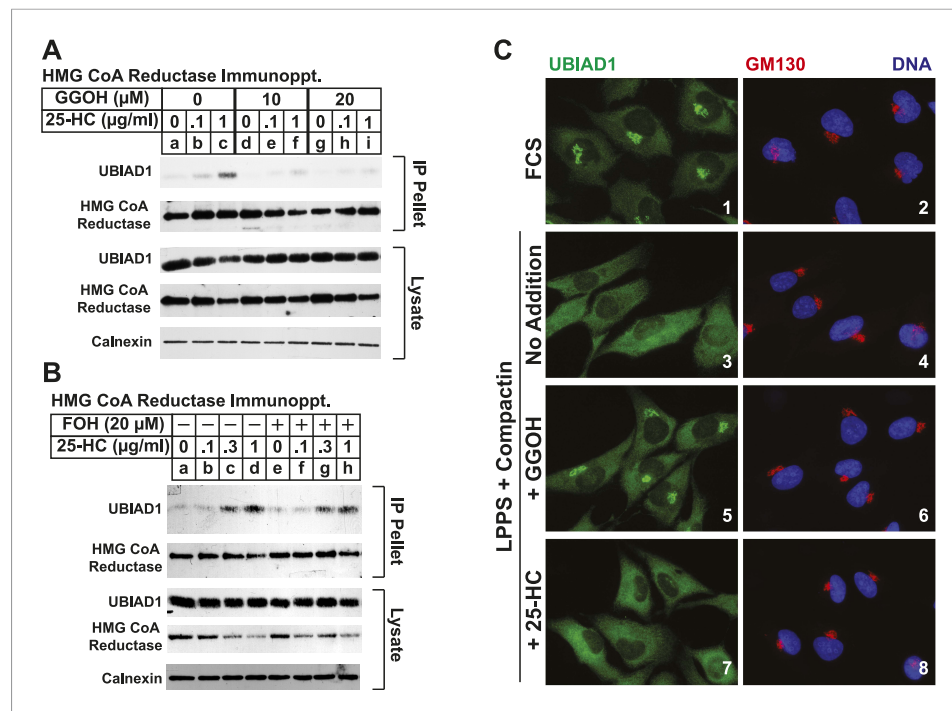 A
HMG CoA Reductase Immunoppt.
GGOH (µM) 0 10 20
25-HC (µg/ml) 0 .1 1 0 .1 1 0 .1 1
a b c d e f g h i
UBIAD1
HMG CoA Reductase
IP Pellet
UBIAD1
HMG CoA Reductase
Calnexin
Lysate
B
HMG CoA Reductase Immunoppt.
FOH (20 µM) – – – – + + + +
25-HC (µg/ml) 0 .1 .3 1 0 .1 .3 1
a b c d e f g h
UBIAD1
HMG CoA Reductase
IP Pellet
UBIAD1
HMG CoA Reductase
Calnexin
Lysate
C
UBIAD1 GM130 DNA
FCS
1 2
LPPS + Compactin
No Addition
3 4
+ GGOH
5 6
+ 25-HC
7 8